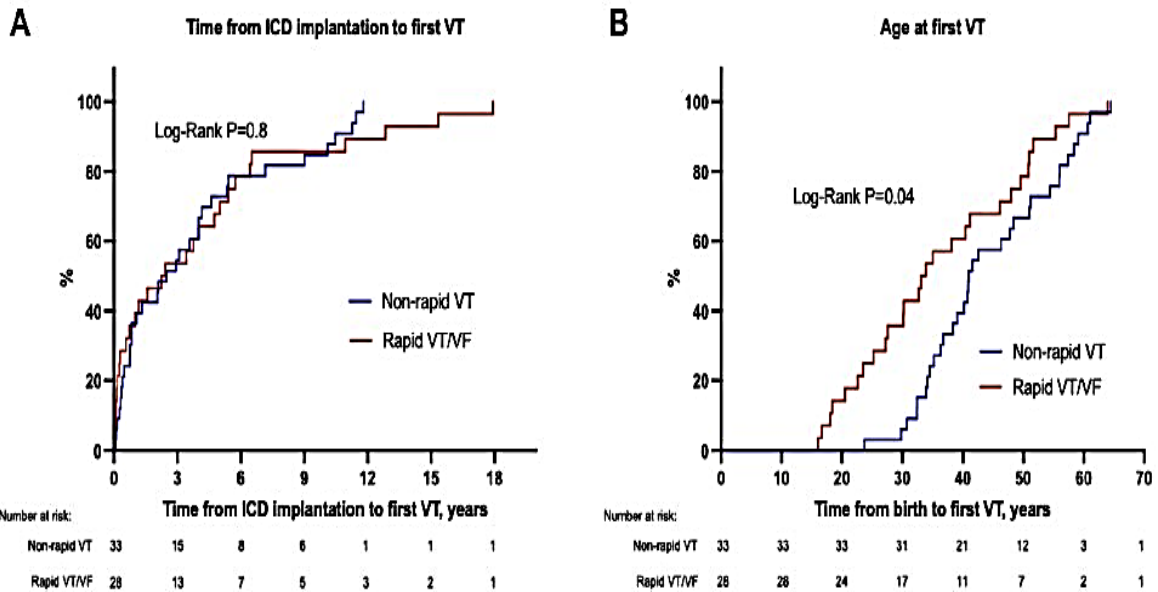 A
Time from ICD implantation to first VT
Log-Rank P=0.8
100
80
60
40
20
0
%
Non-rapid VT
Rapid VT/VF
0 3 6 9 12 15 18
Time from ICD implantation to first VT, years
Number at risk:
Non-rapid VT 33 15 8 6 1 1 1
Rapid VT/VF 28 13 7 5 3 2 1
B
Age at first VT
Log-Rank P=0.04
100
80
60
40
20
0
%
Non-rapid VT
Rapid VT/VF
0 10 20 30 40 50 60 70
Time from birth to first VT, years
Number at risk:
Non-rapid VT 33 33 33 31 21 12 3 1
Rapid VT/VF 28 28 24 17 11 7 2 1